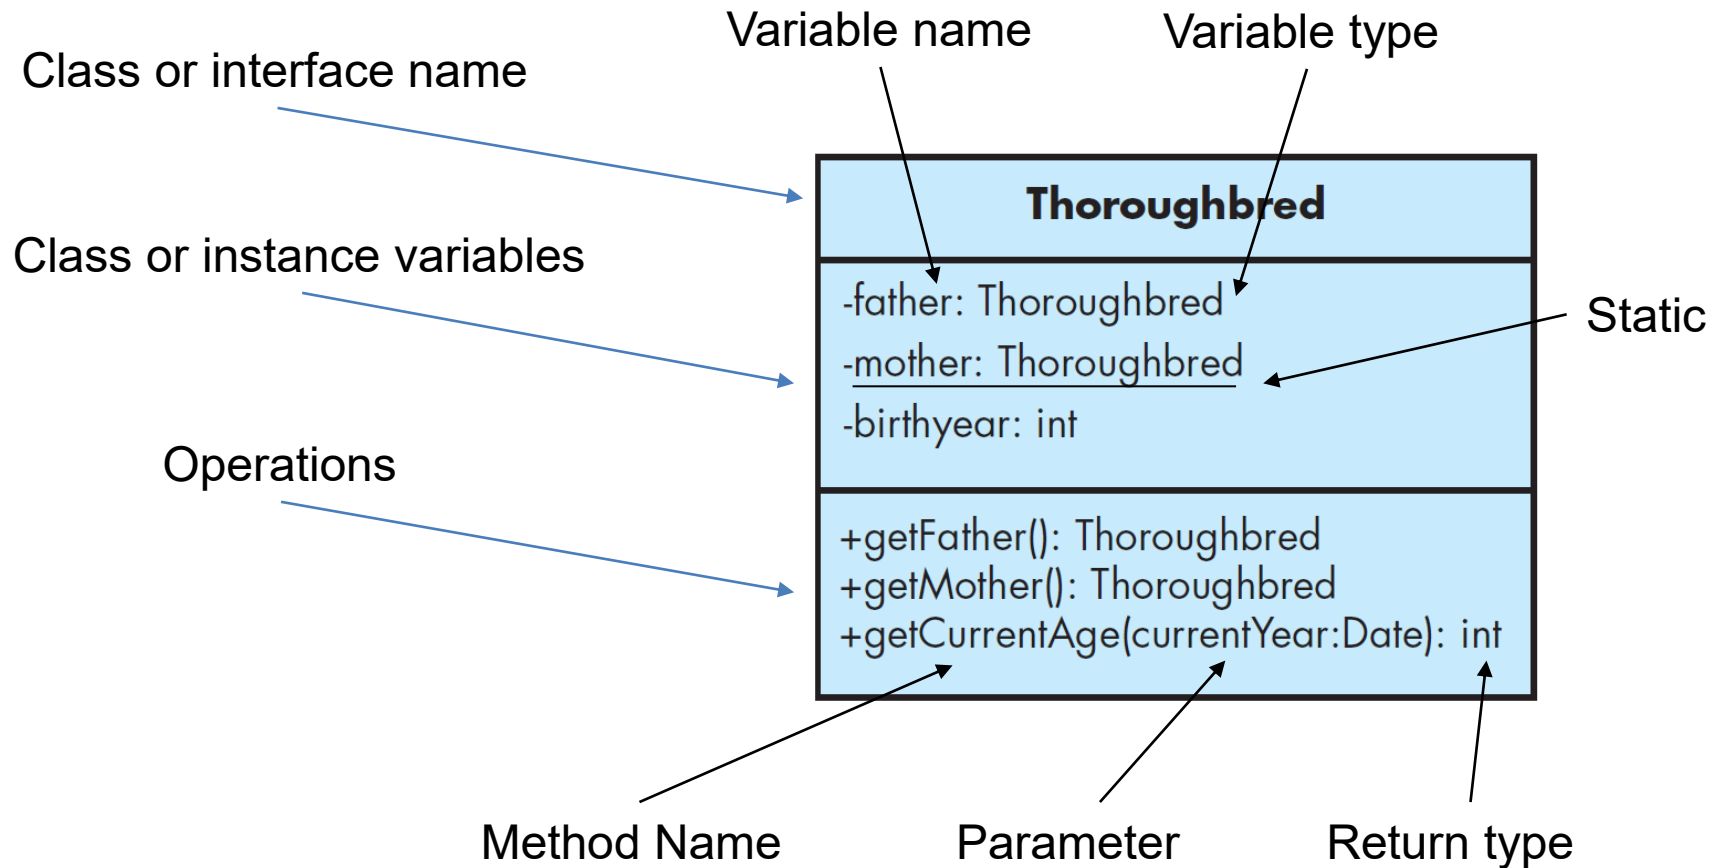 Variable name
Variable type
Class or interface name
Thoroughbred
Class or instance variables
-father: Thoroughbred
Static
-mother: Thoroughbred
-birthyear: int
Operations
+getFather(): Thoroughbred
+getMother(): Thoroughbred
+getCurrentAge(currentYear:Date): int
Method Name
Parameter
Return type